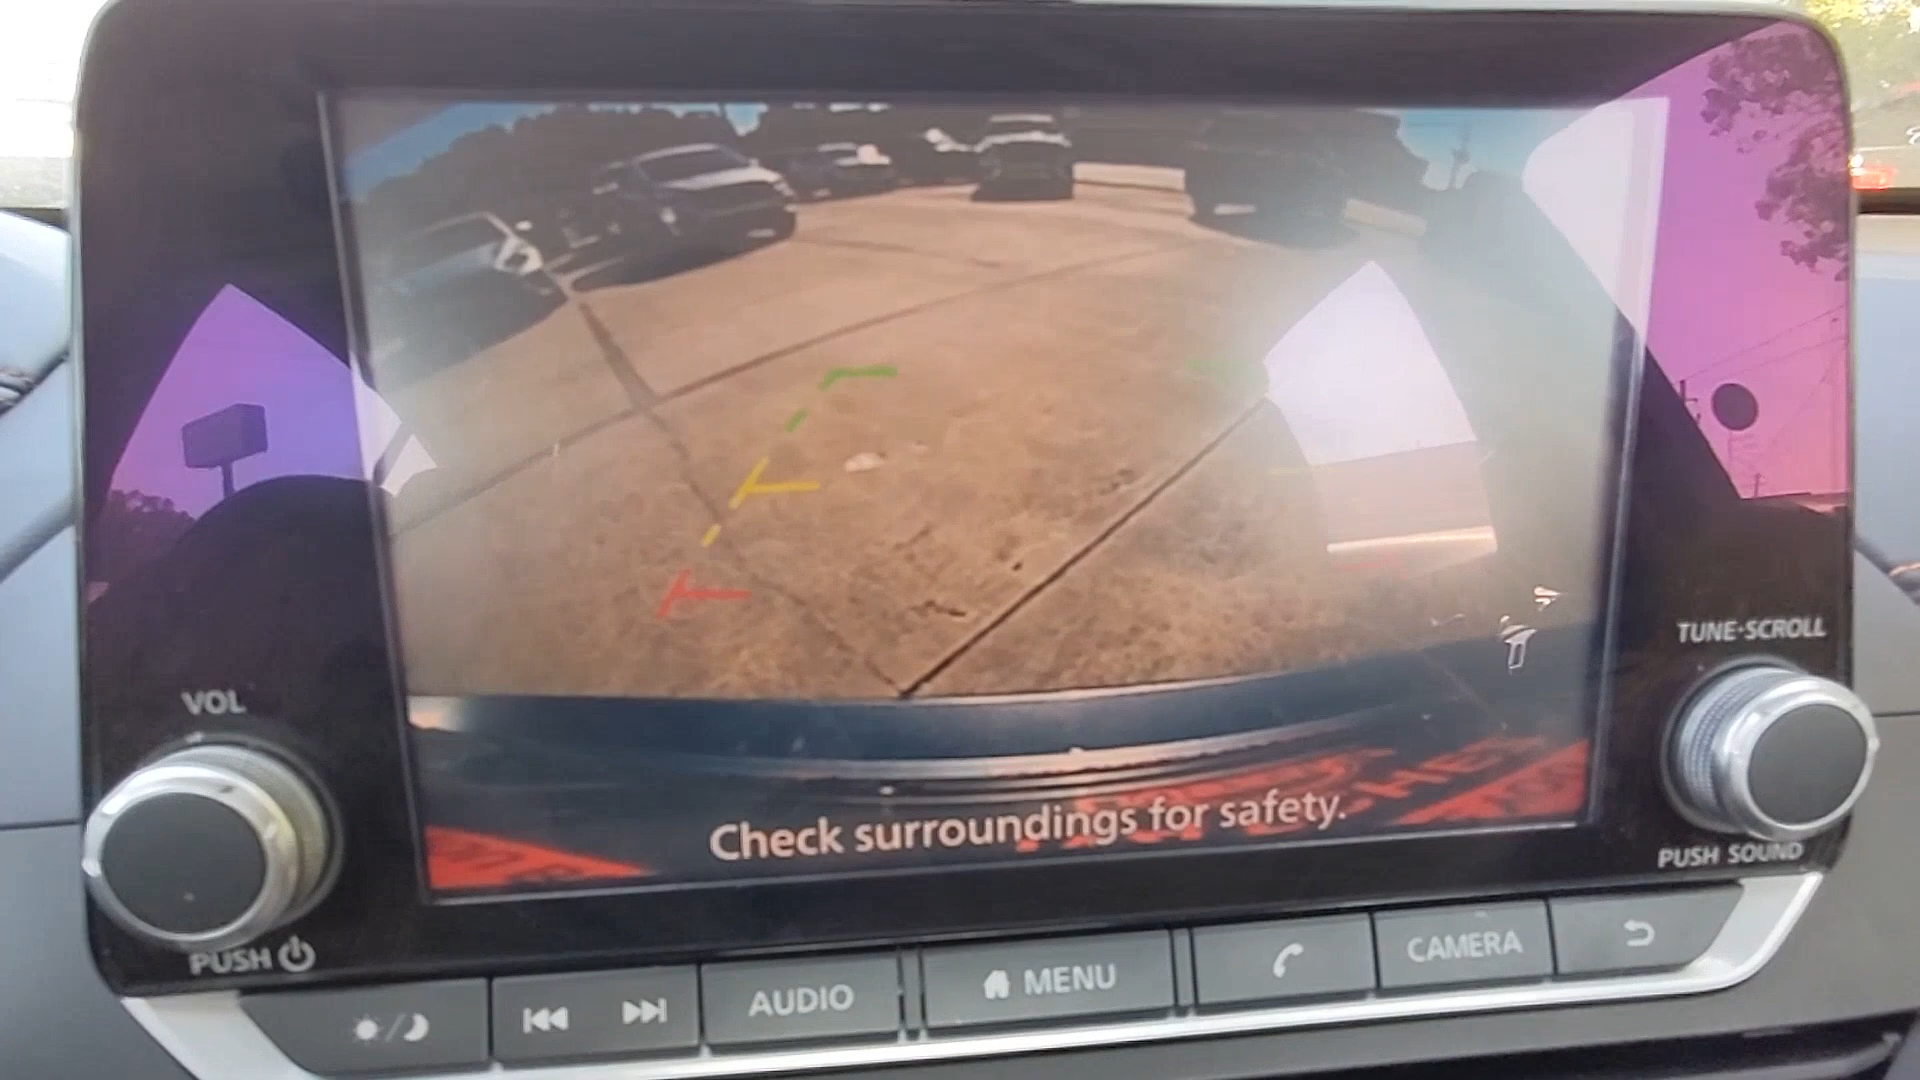 TUNE·SCROLL
VOL
Check surroundings for safety.
PUSH SOUND
PUSH
AUDIO
MENU
CAMERA